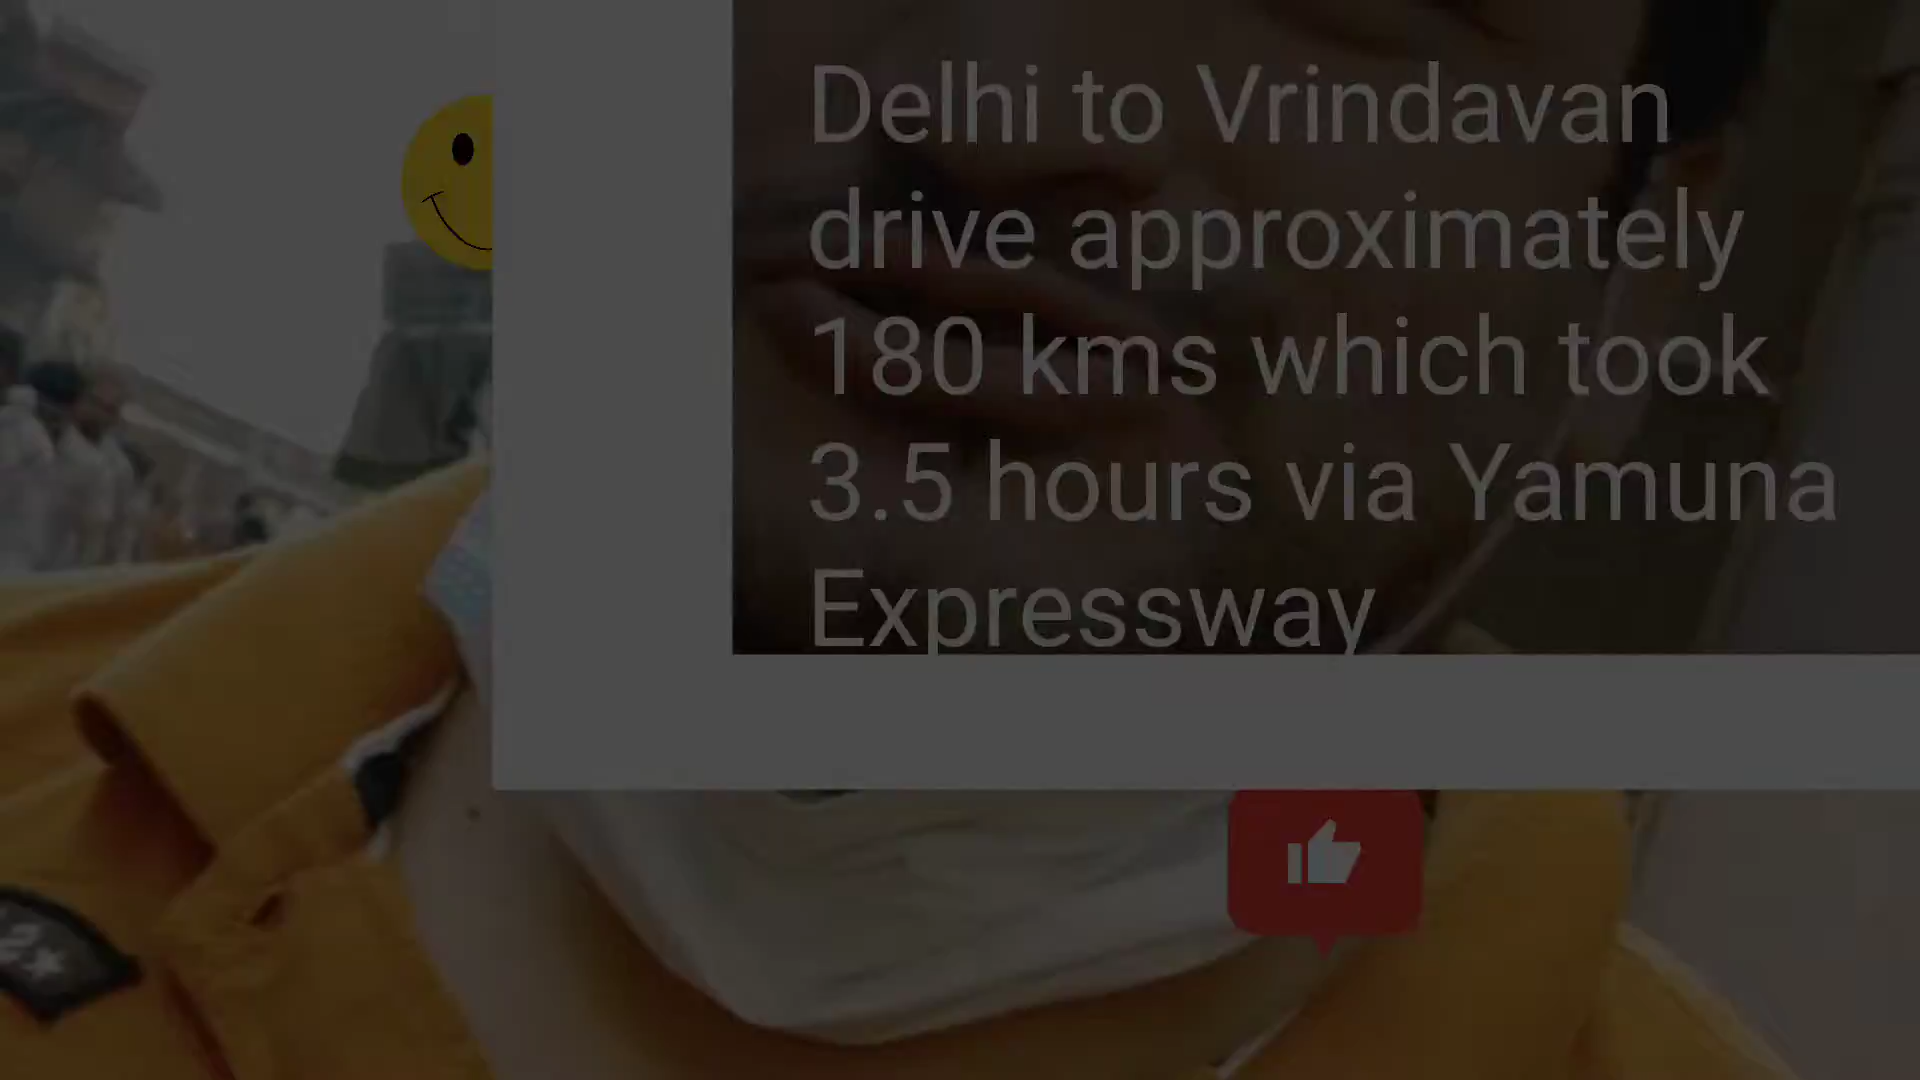 Delhi to Vrindavan
drive approximately
180 kms which took
3.5 hours via Yamuna
Expressway